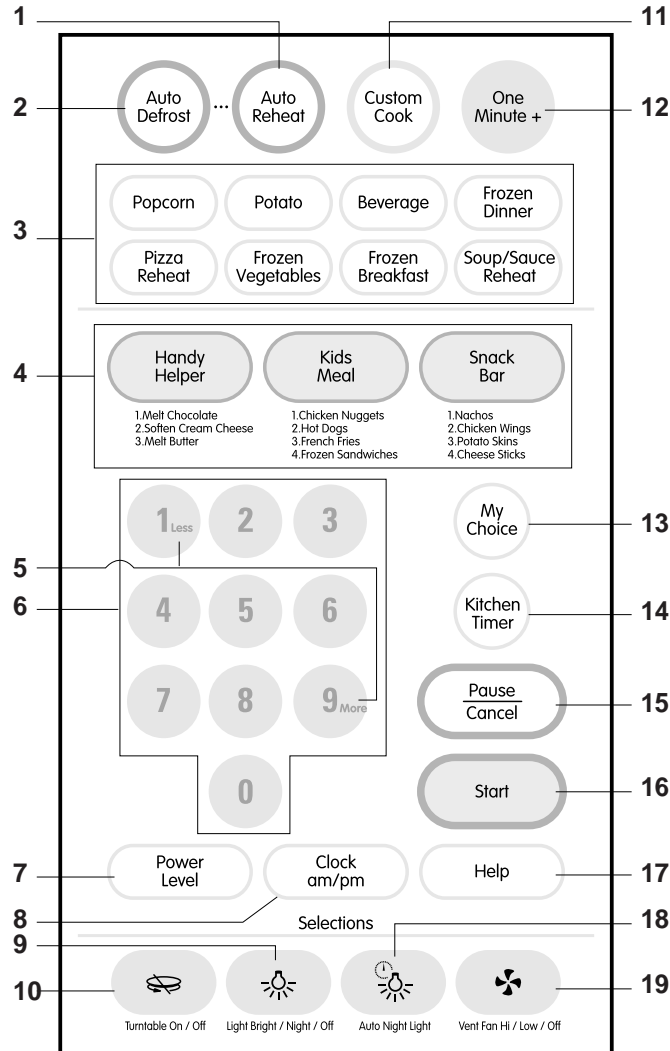 1
11
2
Auto
Defrost
...
Auto
Reheat
Custom
Cook
One
Minute +
12
3
Popcorn
Potato
Beverage
Frozen
Dinner
Pizza
Reheat
Frozen
Vegetables
Frozen
Breakfast
Soup/Sauce
Reheat
4
Handy
Helper
Kids
Meal
Snack
Bar
1.Melt Chocolate
2.Soften Cream Cheese
3.Melt Butter
1.Chicken Nuggets
2.Hot Dogs
3.French Fries
4.Frozen Sandwiches
1.Nachos
2.Chicken Wings
3.Potato Skins
4.Cheese Sticks
1 Less
2
3
My
Choice
13
5
6
4
5
6
Kitchen
Timer
14
7
8
9 More
Pause
Cancel
15
0
Start
16
7
Power
Level
Clock
am/pm
Help
17
8
Selections
18
9
10
19
Turntable On / Off
Light Bright / Night / Off
Auto Night Light
Vent Fan Hi / Low / Off